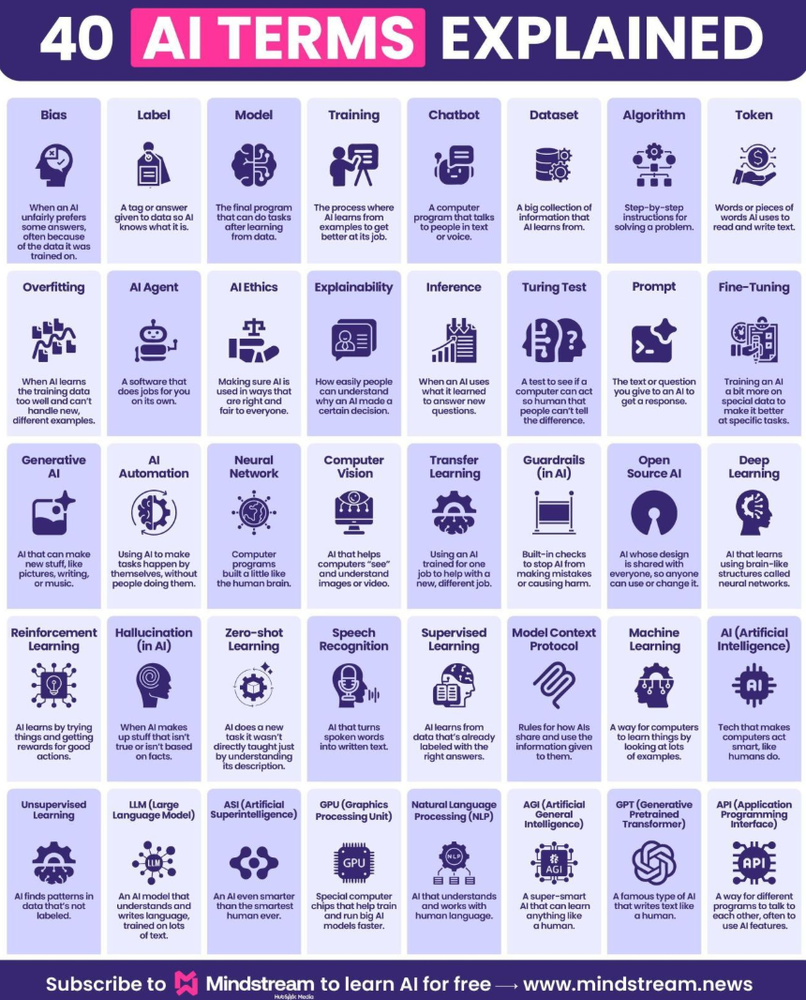 40 AI TERMS EXPLAINED
Bias
When an AI
unfairly prefers
some answers,
often because
of the data it was
trained on.
Label
A tag or answer
given to data so AI
knows what it is.
Model
The final program
that can do tasks
after learning
from data.
Training
The process where
AI learns from
examples to get
better at its job.
Chatbot
A computer
program that talks
to people in text
or voice.
Dataset
A big collection of
information that
AI learns from.
Algorithm
Step-by-step
instructions for
solving a problem.
Token
$
Words or pieces of
words AI uses to
read and write text.
Overfitting
When AI learns
the training data
too well and can't
handle new,
different examples.
AI Agent
A software that
does jobs for you
on its own.
AI Ethics
Making sure AI is
used in ways that
are right and
fair to everyone.
Explainability
How easily people
can understand
why an AI made a
certain decision.
Inference
When an AI uses
what it learned
to answer new
questions.
Turing Test
?
A test to see if a
computer can act
so human that
people can't tell
the difference.
Prompt
The text or question
you give to an AI to
get a response.
Fine-Tuning
Training an AI
a bit more on
special data to
make it better
at specific tasks.
Generative
AI
AI that can make
new stuff, like
pictures, writing,
or music.
AI
Automation
Using AI to make
tasks happen by
themselves, without
people doing them.
Neural
Network
Computer
programs
built a little like
the human brain.
Computer
Vision
AI that helps
computers “see”
and understand
images or video.
Transfer
Learning
Using an AI
trained for one
job to help with a
new, different job.
Guardrails
(in AI)
Built-in checks
to stop AI from
making mistakes
or causing harm.
Open
Source AI
AI whose design
is shared with
everyone, so anyone
can use or change it.
Deep
Learning
AI that learns
using brain-like
structures called
neural networks.
Reinforcement
Learning
AI learns by trying
things and getting
rewards for good
actions.
Hallucination
(in AI)
When AI makes
up stuff that isn't
true or isn't based
on facts.
Zero-shot
Learning
AI does a new
task it wasn't
directly taught just
by understanding
its description.
Speech
Recognition
AI that turns
spoken words
into written text.
Supervised
Learning
AI learns from
data that's already
labeled with the
right answers.
Model Context
Protocol
Rules for how AIs
share and use the
information given
to them.
Machine
Learning
A way for computers
to learn things by
looking at lots
of examples.
AI (Artificial
Intelligence)
AI
Tech that makes
computers act
smart, like
humans do.
Unsupervised
Learning
AI finds patterns in
data that's not
labeled.
LLM (Large
Language Model)
LLM
An AI model that
understands and
writes language,
trained on lots
of text.
ASI (Artificial
Superintelligence)
An AI even smarter
than the smartest
human ever.
GPU (Graphics
Processing Unit)
GPU
Special computer
chips that help train
and run big AI
models faster.
Natural Language
Processing (NLP)
NLP
AI that understands
and works with
human language.
AGI (Artificial
General
Intelligence)
AGI
A super-smart
AI that can learn
anything like
a human.
GPT (Generative
Pretrained
Transformer)
A famous type of AI
that writes text like
a human.
API (Application
Programming
Interface)
API
A way for different
programs to talk to
each other, often to
use AI features.
Subscribe to Mindstream to learn AI for free → www.mindstream.news
HubSpot Media